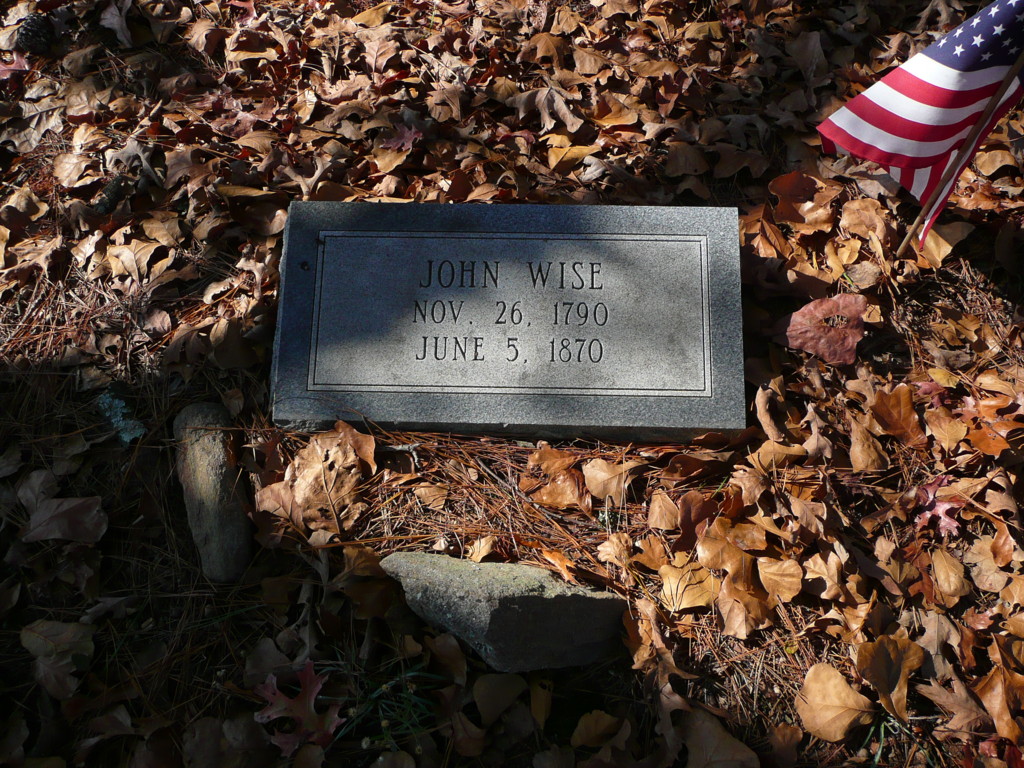 JOHN WISE
NOV. 26, 1790
JUNE 5, 1870